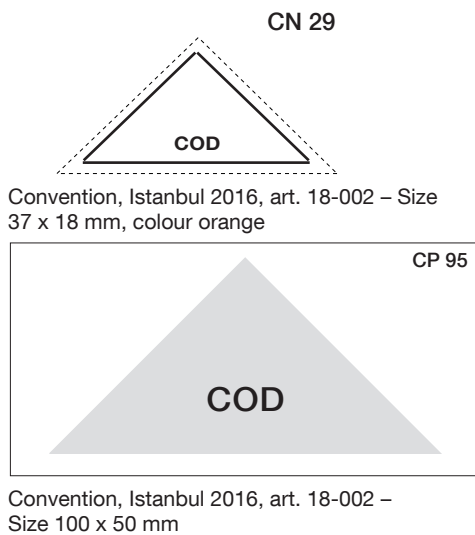 CN 29
COD
Convention, Istanbul 2016, art. 18-002 – Size
37 x 18 mm, colour orange
CP 95
COD
Convention, Istanbul 2016, art. 18-002 –
Size 100 x 50 mm